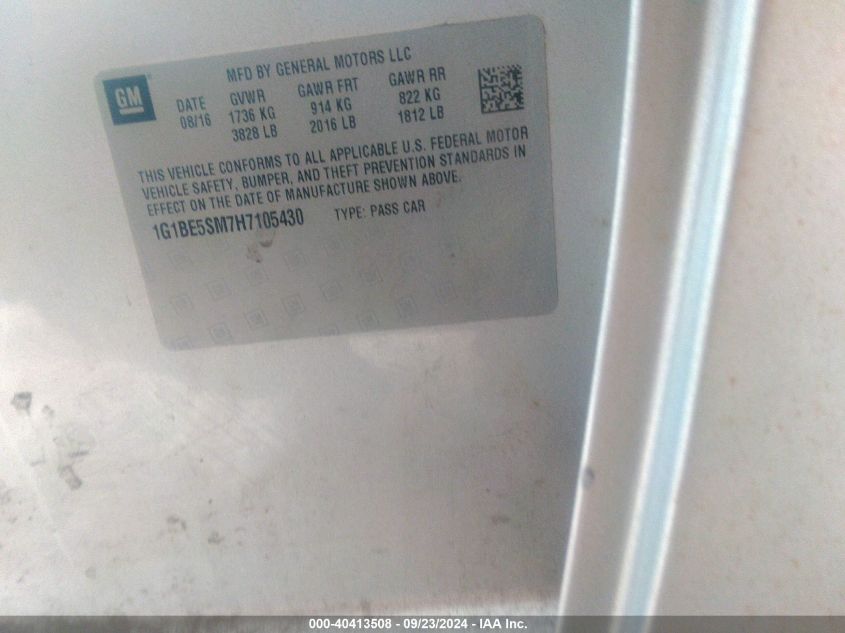 GM
MFD BY GENERAL MOTORS LLC
DATE GVWR GAWR FRT GAWR RR
08/16 1736 KG 914 KG 822 KG
3828 LB 2016 LB 1812 LB
THIS VEHICLE CONFORMS TO ALL APPLICABLE U.S. FEDERAL MOTOR
VEHICLE SAFETY, BUMPER, AND THEFT PREVENTION STANDARDS IN
EFFECT ON THE DATE OF MANUFACTURE SHOWN ABOVE.
1G1BE5SM7H7105430 TYPE: PASS CAR
000-40413508 - 09/23/2024 - IAA Inc.